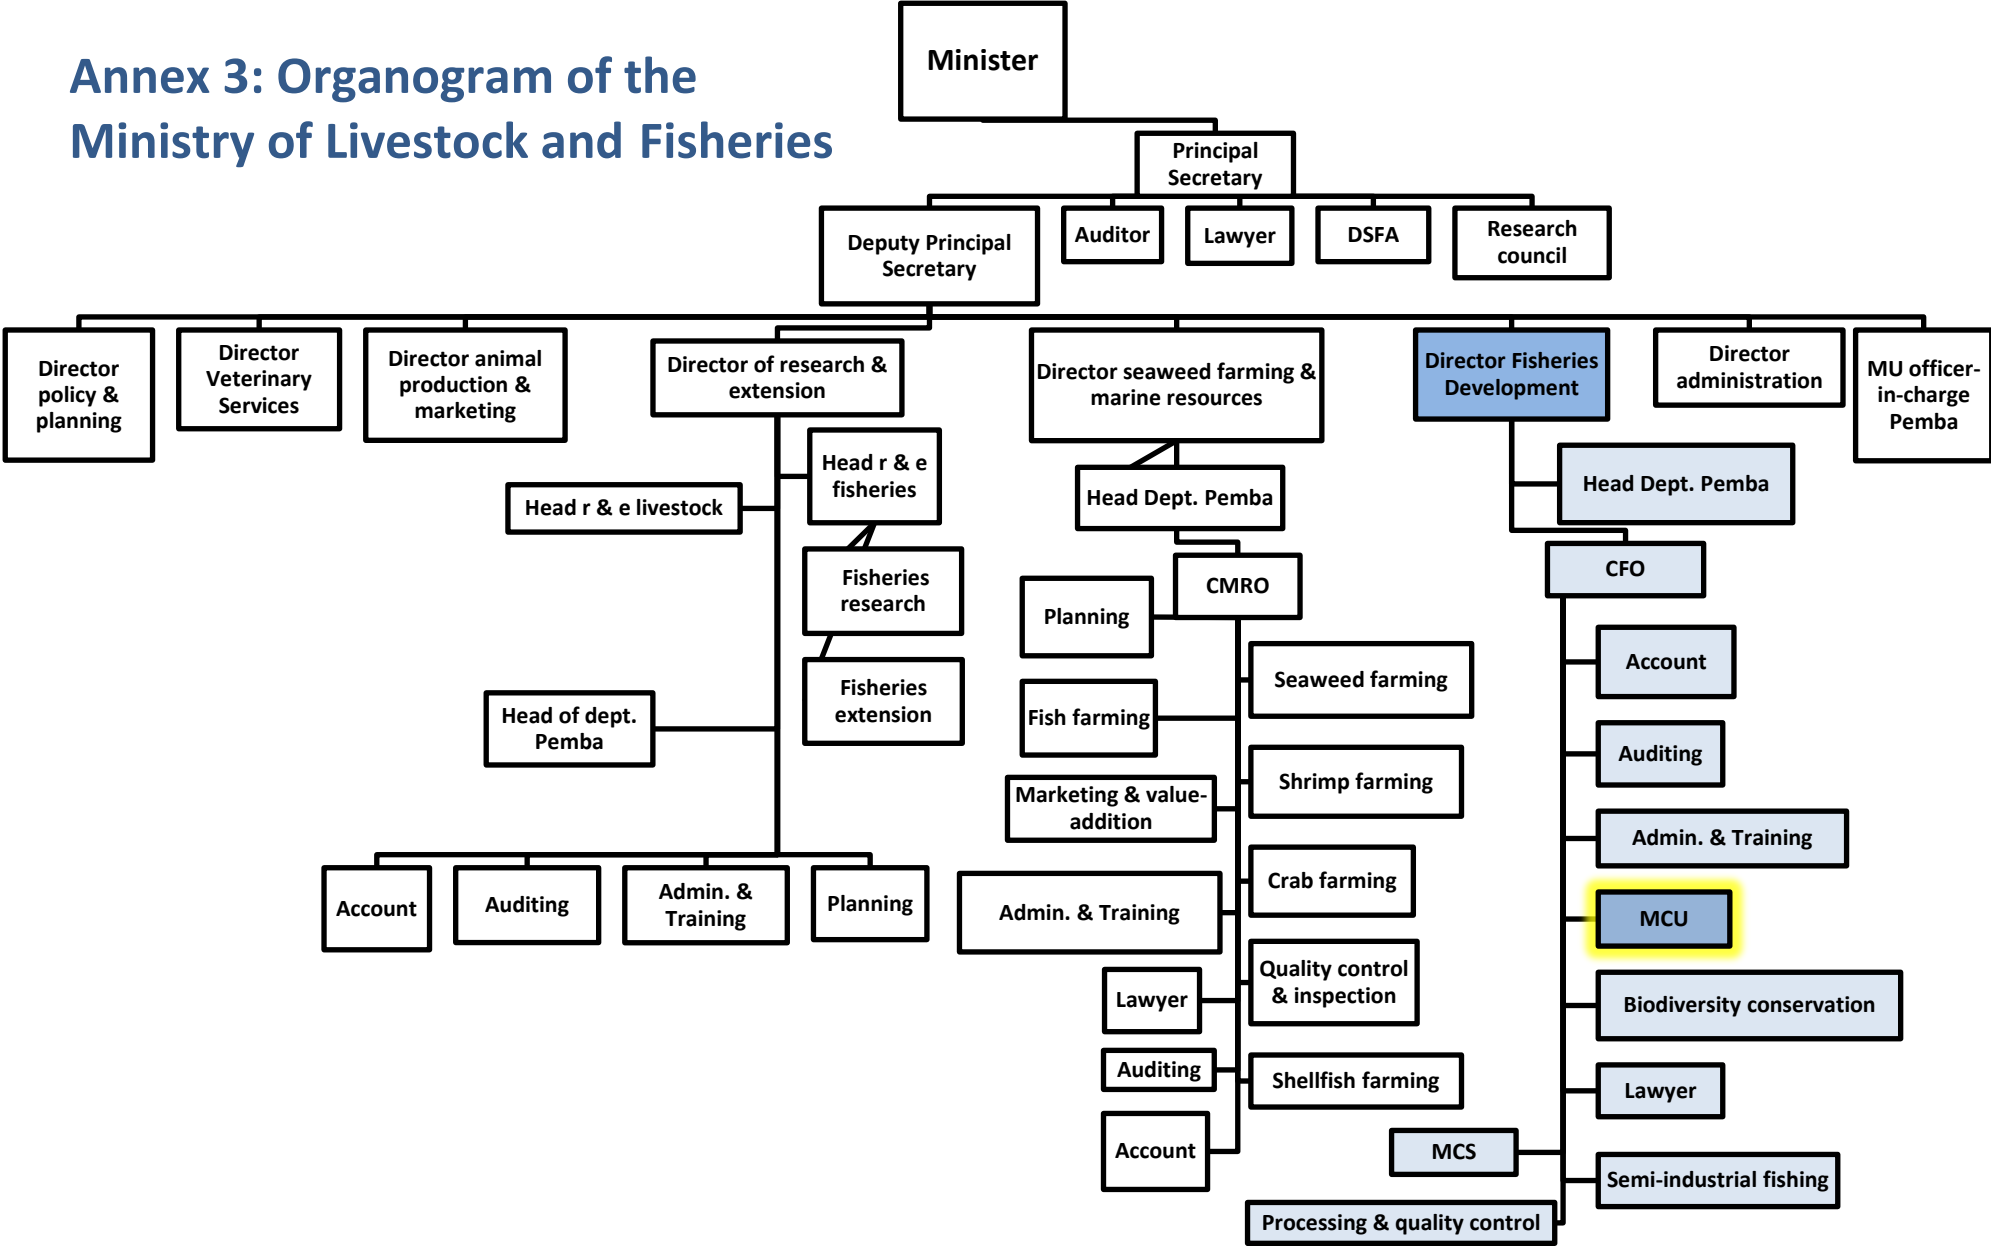 Annex 3: Organogram of the
Ministry of Livestock and Fisheries
Minister
Principal
Secretary
Deputy Principal
Secretary
Auditor
Lawyer
DSFA
Research
council
Director
policy &
planning
Director
Veterinary
Services
Director animal
production &
marketing
Director of research &
extension
Director seaweed farming &
marine resources
Director Fisheries
Development
Director
administration
MU officer-
in-charge
Pemba
Head r & e
fisheries
Head r & e livestock
Fisheries
research
Fisheries
extension
Head of dept.
Pemba
Account
Auditing
Admin. &
Training
Planning
Head Dept. Pemba
CMRO
Planning
Seaweed farming
Fish farming
Shrimp farming
Marketing & value-
addition
Crab farming
Admin. & Training
Quality control
& inspection
Lawyer
Auditing
Shellfish farming
Account
Head Dept. Pemba
CFO
Account
Auditing
Admin. & Training
MCU
Biodiversity conservation
Lawyer
MCS
Semi-industrial fishing
Processing & quality control